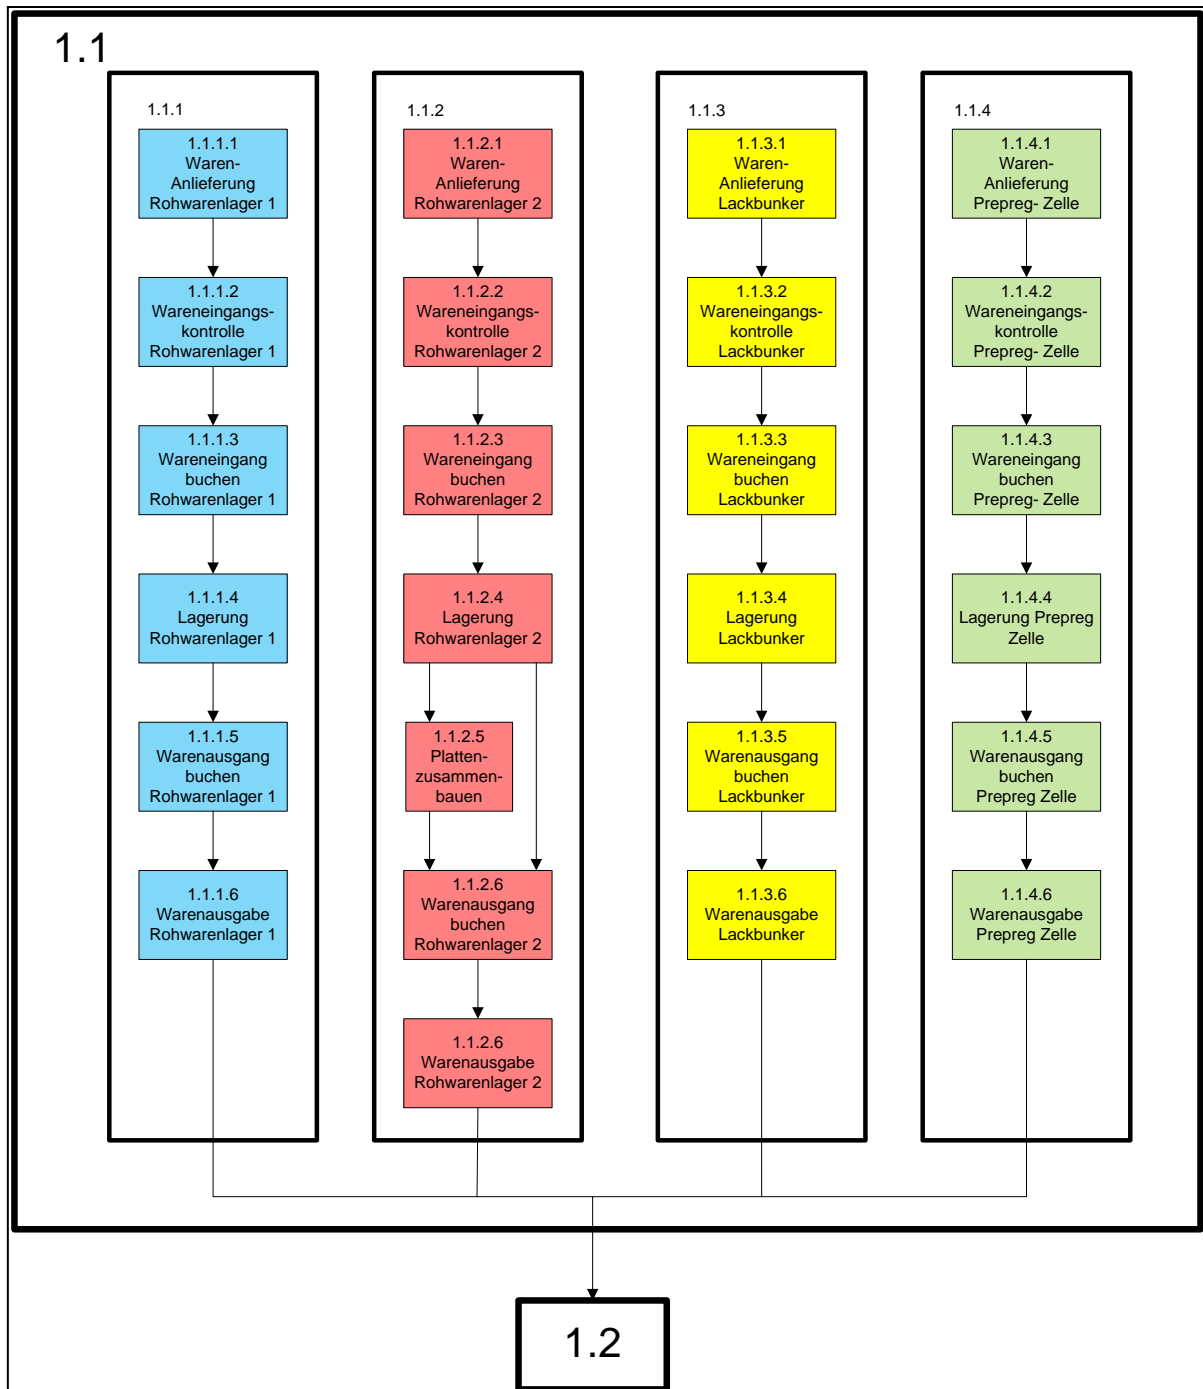 1.1
1.1.1
1.1.1.1
Waren-
Anlieferung
Rohwarenlager 1
1.1.1.2
Wareneingangs-
kontrolle
Rohwarenlager 1
1.1.1.3
Wareneingang
buchen
Rohwarenlager 1
1.1.1.4
Lagerung
Rohwarenlager 1
1.1.1.5
Warenausgang
buchen
Rohwarenlager 1
1.1.1.6
Warenausgabe
Rohwarenlager 1
1.1.2
1.1.2.1
Waren-
Anlieferung
Rohwarenlager 2
1.1.2.2
Wareneingangs-
kontrolle
Rohwarenlager 2
1.1.2.3
Wareneingang
buchen
Rohwarenlager 2
1.1.2.4
Lagerung
Rohwarenlager 2
1.1.2.5
Platten-
zusammen-
bauen
1.1.2.6
Warenausgang
buchen
Rohwarenlager 2
1.1.2.6
Warenausgabe
Rohwarenlager 2
1.1.3
1.1.3.1
Waren-
Anlieferung
Lackbunker
1.1.3.2
Wareneingangs-
kontrolle
Lackbunker
1.1.3.3
Wareneingang
buchen
Lackbunker
1.1.3.4
Lagerung
Lackbunker
1.1.3.5
Warenausgang
buchen
Lackbunker
1.1.3.6
Warenausgabe
Lackbunker
1.1.4
1.1.4.1
Waren-
Anlieferung
Prepreg- Zelle
1.1.4.2
Wareneingangs-
kontrolle
Prepreg- Zelle
1.1.4.3
Wareneingang
buchen
Prepreg- Zelle
1.1.4.4
Lagerung Prepreg
Zelle
1.1.4.5
Warenausgang
buchen
Prepreg Zelle
1.1.4.6
Warenausgabe
Prepreg Zelle
1.2